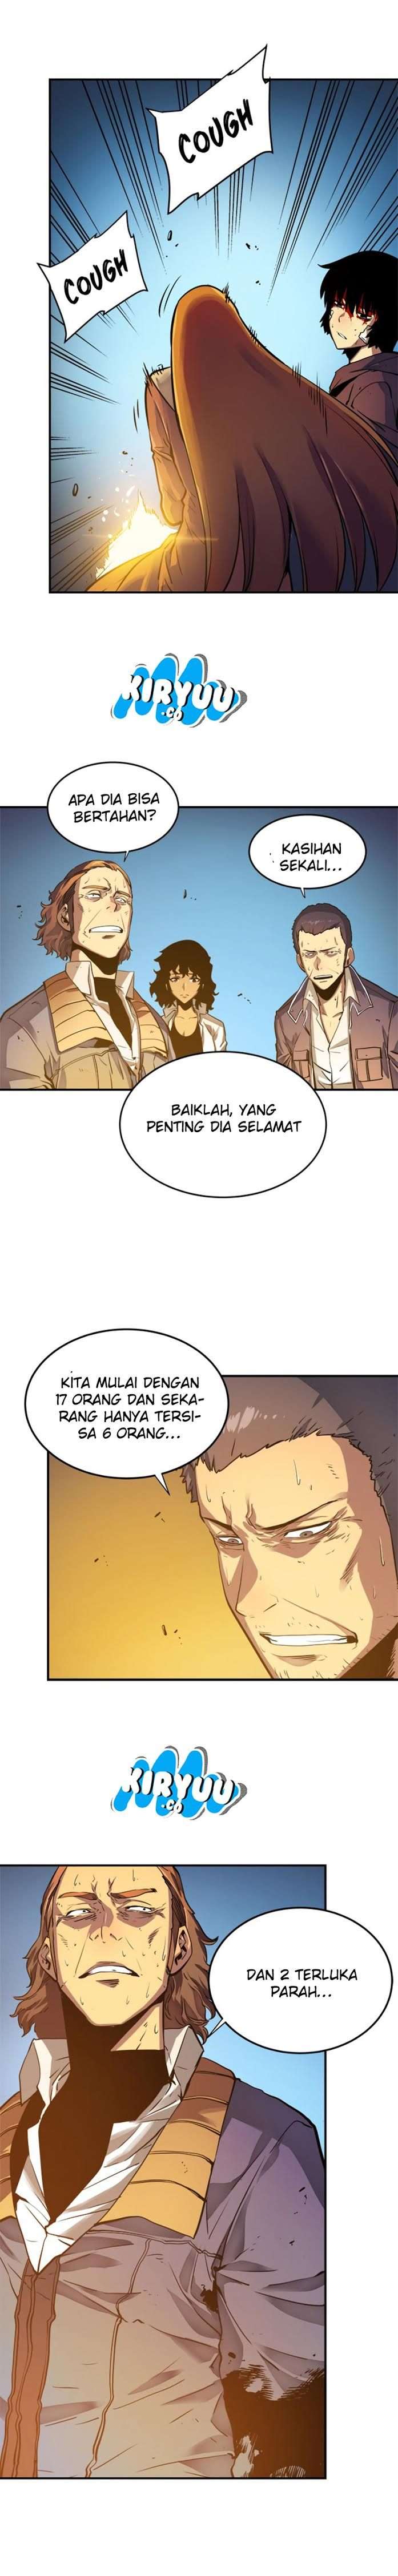 COUGH
COUGH
KIRYUU
.CO
APA DIA BISA
BERTAHAN?
KASIHAN
SEKALI...
BAIKLAH, YANG
PENTING DIA SELAMAT
KITA MULAI DENGAN
17 ORANG DAN SEKA-
RANG HANYA TERSI-
SA 6 ORANG...
KIRYUU
.CO
DAN 2 TERLUKA
PARAH...